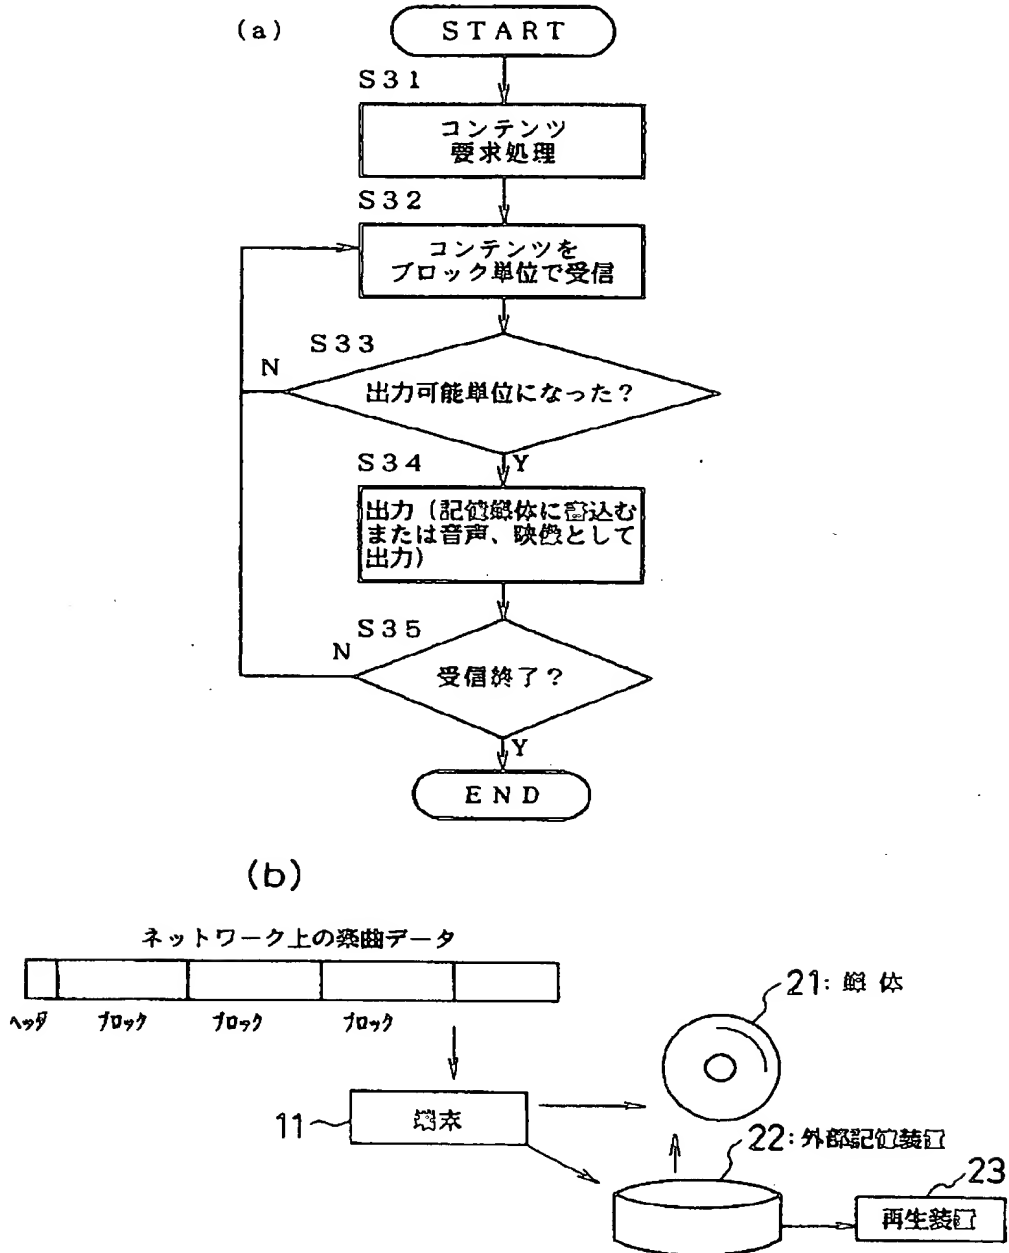 (a)
START
S31
コンテンツ
要求処理
S32
コンテンツを
ブロック単位で受信
S33
N
出力可能単位になった?
Y
S34
出力(記憶媒体に書込む
または音声、映像として
出力)
S35
N
受信終了?
Y
END
(b)
ネットワーク上の楽曲データ
ヘッダ ブロック ブロック ブロック
21:媒体
11 端末
22:外部記憶装置
23
再生装置